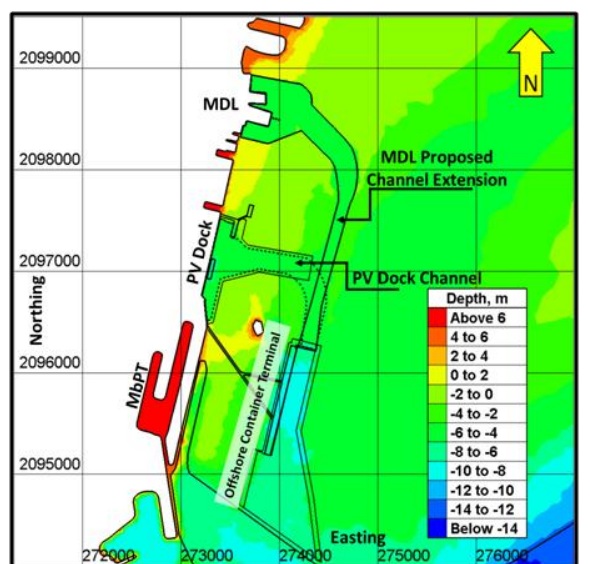 2099000
N
MDL
2098000
MDL Proposed
Channel Extension
2097000
PV Dock
PV Dock Channel
Northing
Depth, m
Above 6
4 to 6
2 to 4
0 to 2
-2 to 0
-4 to -2
-6 to -4
-8 to -6
-10 to -8
-12 to -10
-14 to -12
Below -14
2096000
MbPT
Offshore Container Terminal
2095000
Easting
272000
273000
274000
275000
276000